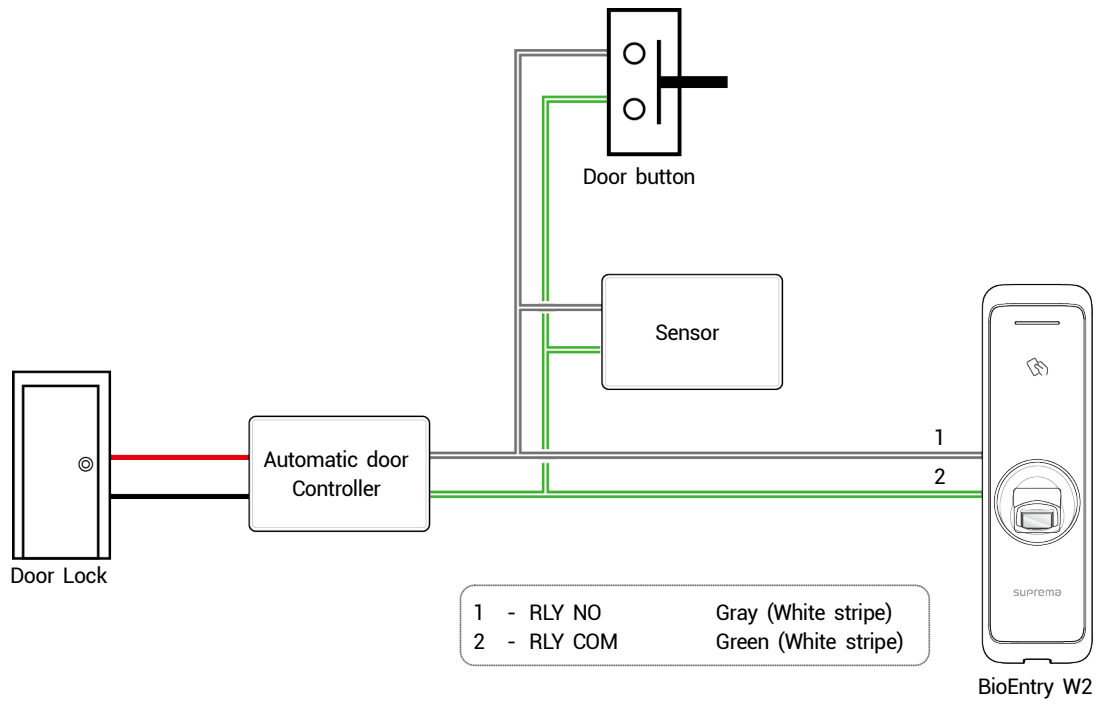 Door button
Sensor
Automatic door
Controller
1
2
Door Lock
1 - RLY NO Gray (White stripe)
2 - RLY COM Green (White stripe)
suprema
BioEntry W2